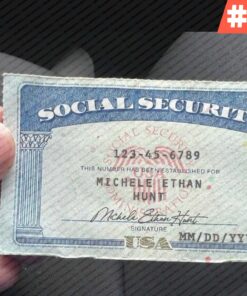 #
SOCIAL SECURITY
123-45-6789
THIS NUMBER HAS BEEN ESTABLISHED FOR
MICHELE ETHAN
HUNT
Michele Ethan Hunt
SIGNATURE
USA MM/DD/YY